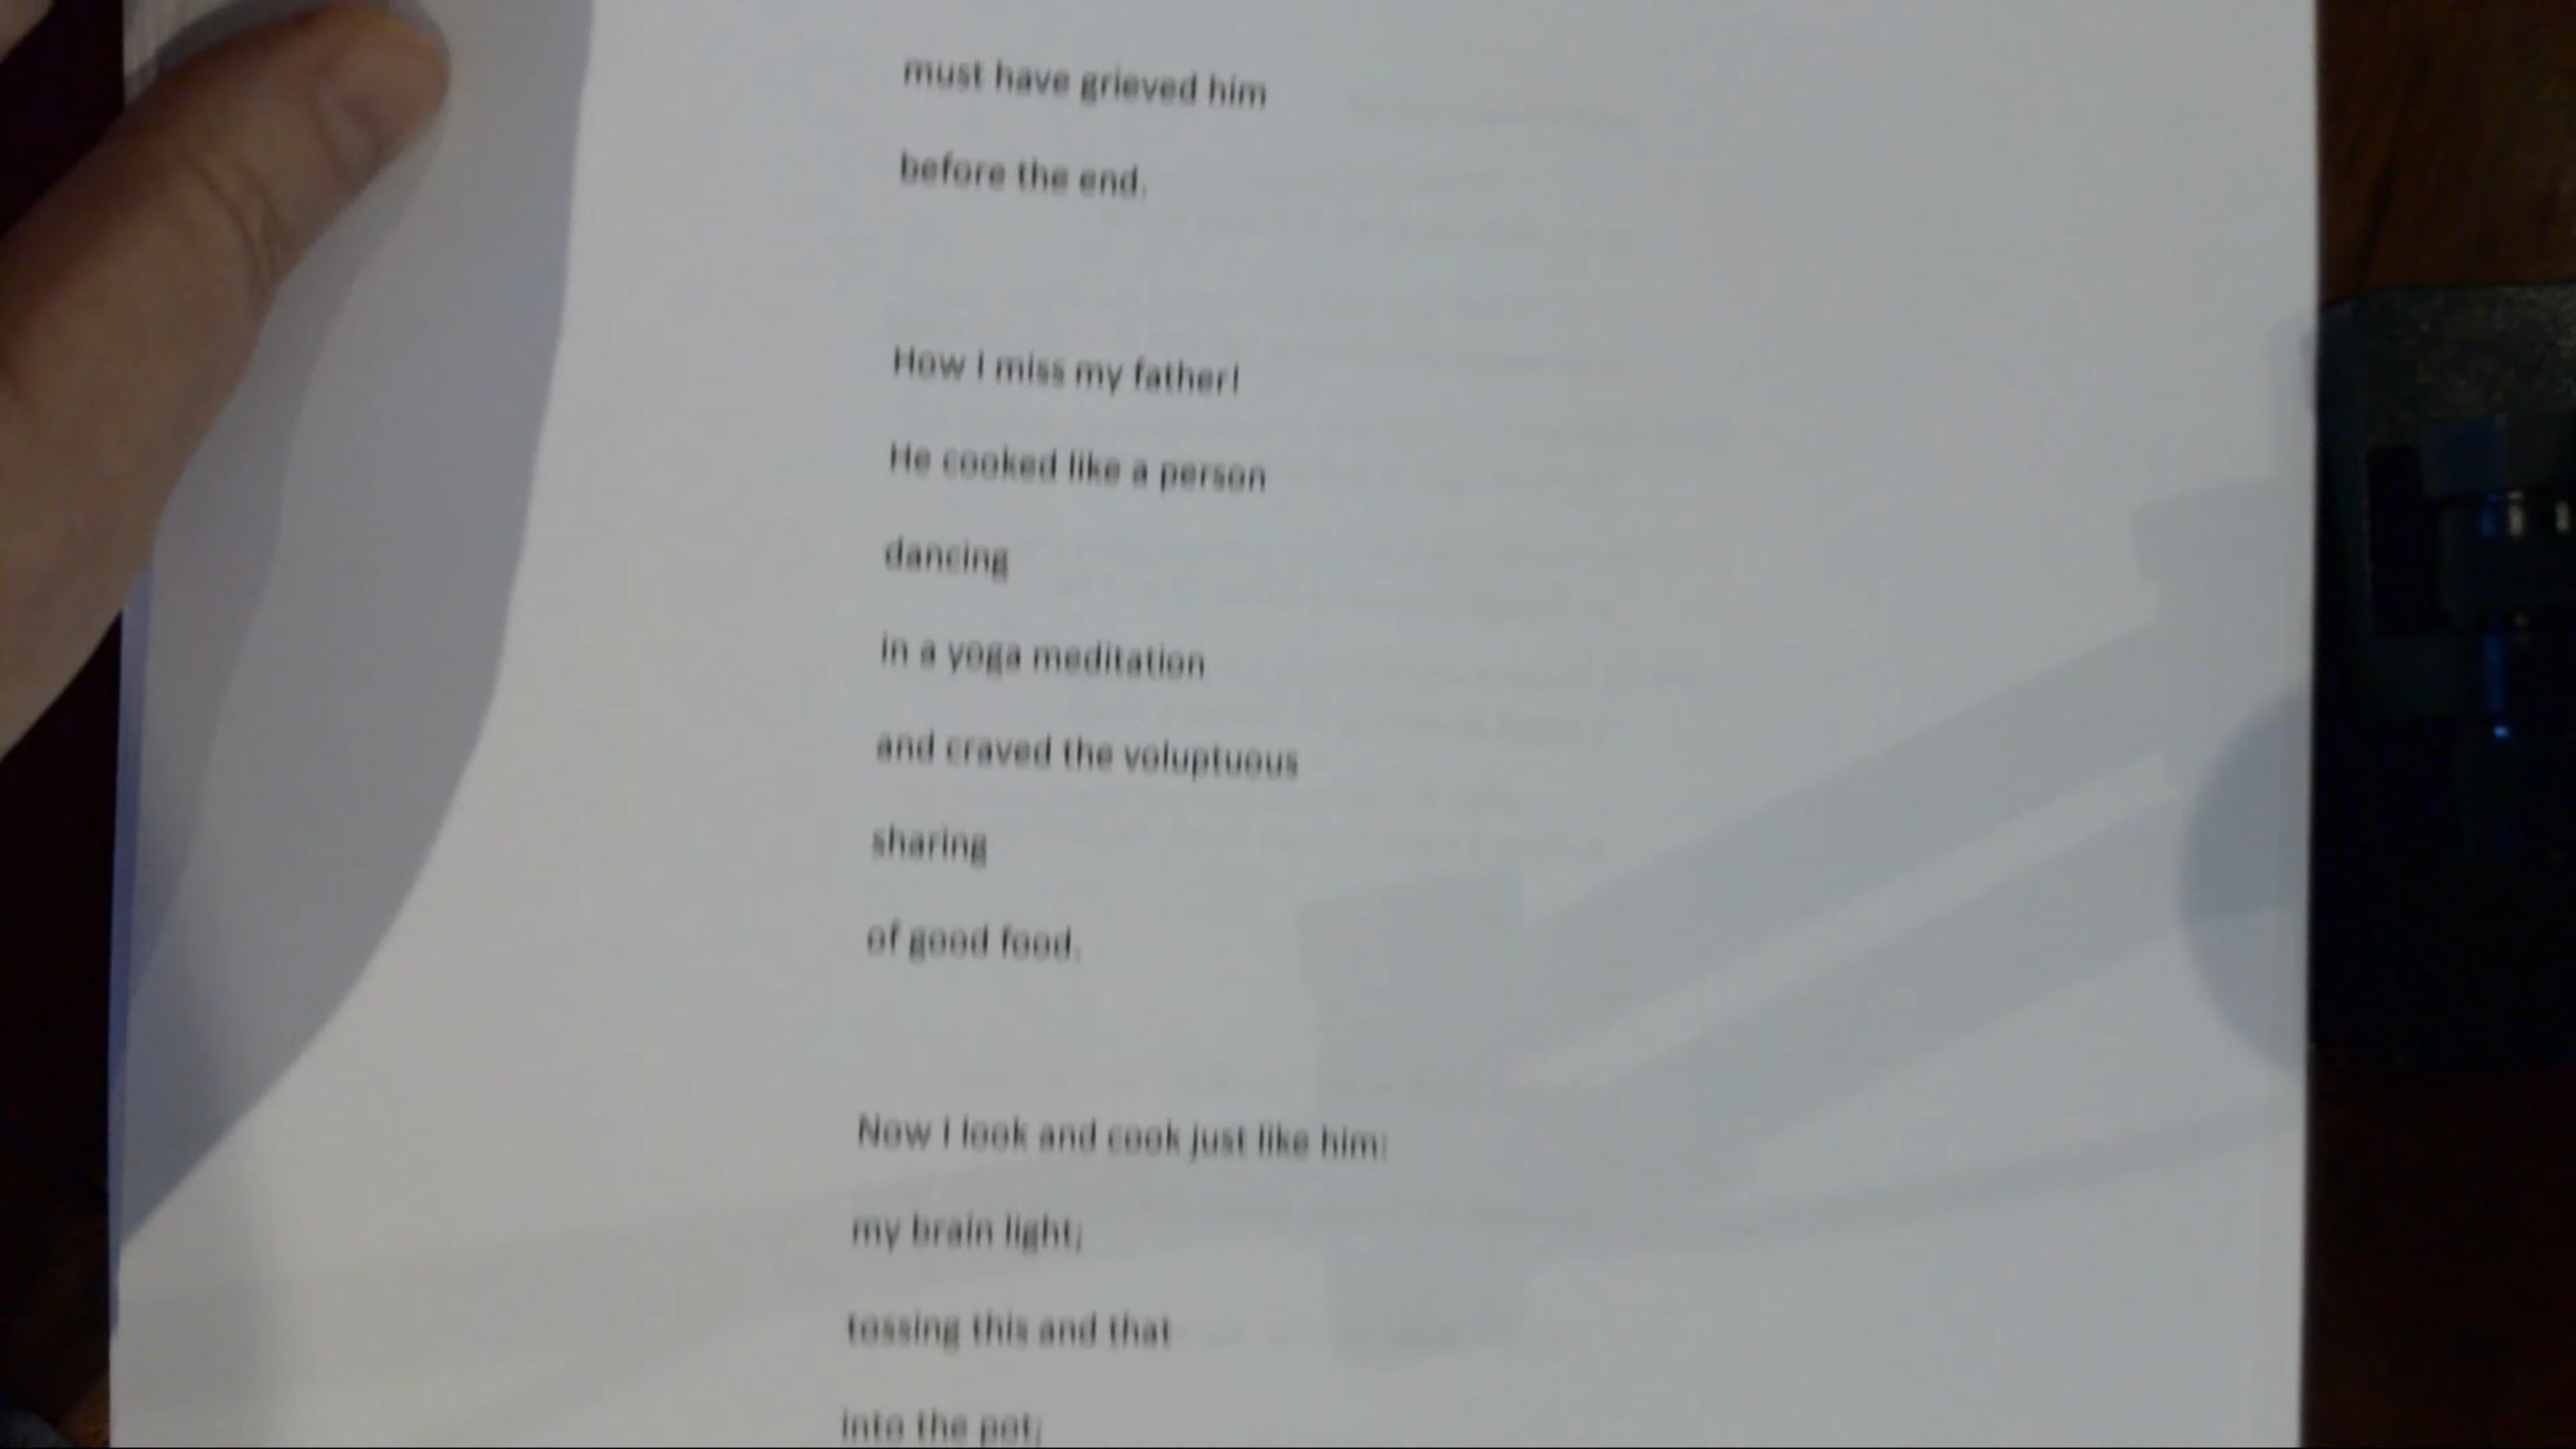 must have grieved him
before the end.
How I miss my father!
He cooked like a person
dancing
in a yoga meditation
and craved the voluptuous
sharing
of good food.
Now I look and cook just like him:
my brain light;
tossing this and that
into the pot;